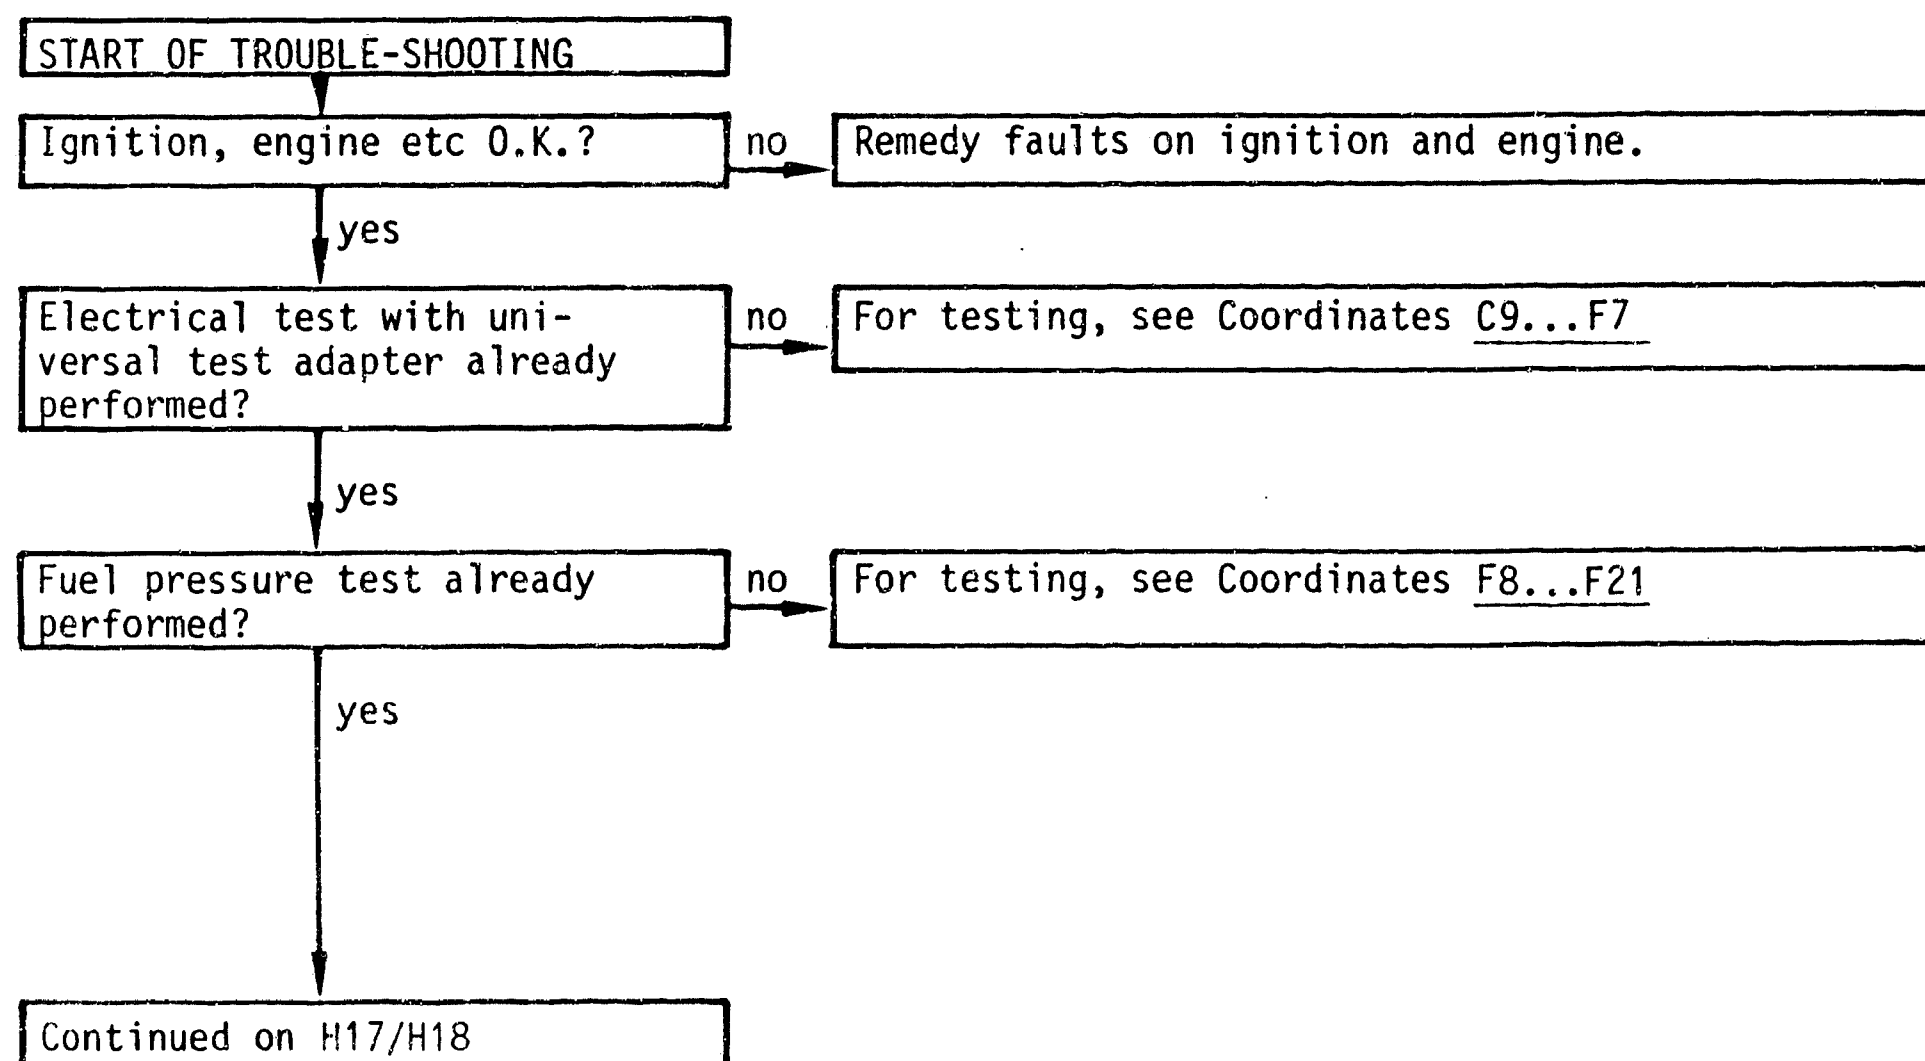 START OF TROUBLE-SHOOTING
Ignition, engine etc O.K.?
no
Remedy faults on ignition and engine.
yes
Electrical test with uni-
versal test adapter already
performed?
no
For testing, see Coordinates C9...F7
yes
Fuel pressure test already
performed?
no
For testing, see Coordinates F8...F21
yes
Continued on H17/H18